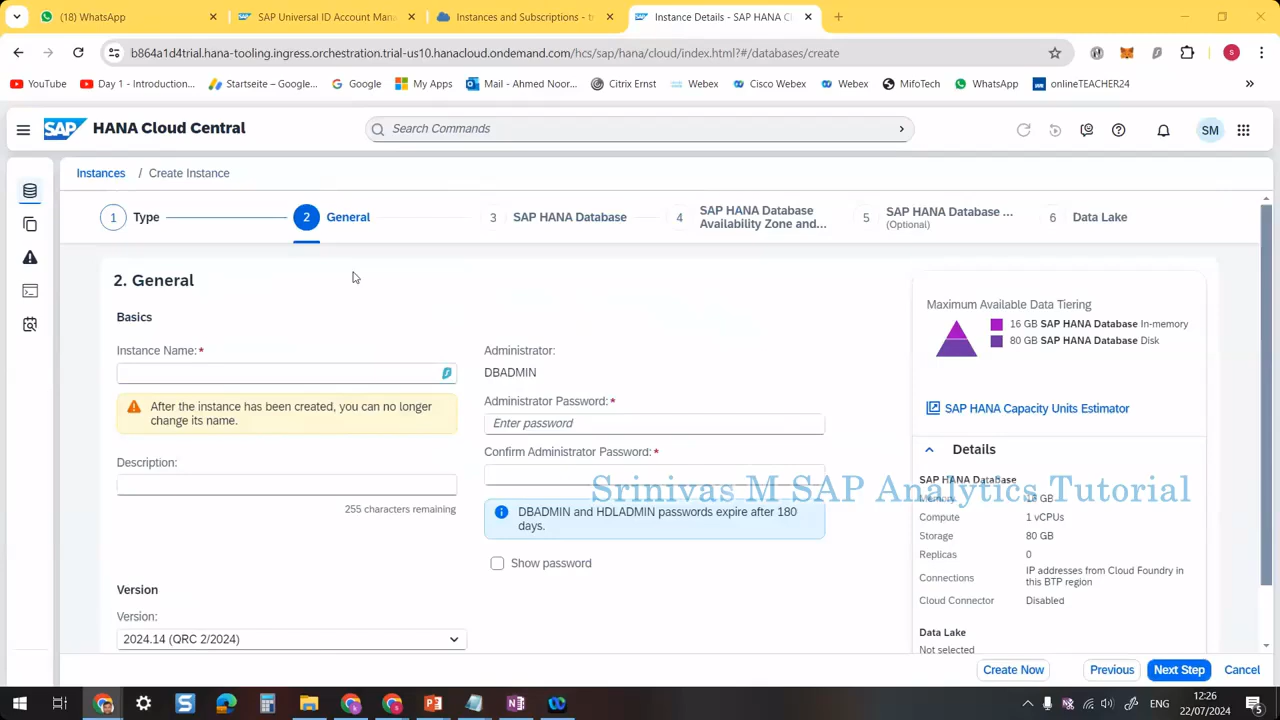 (18) WhatsApp
SAP Universal ID Account Man
Instances and Subscriptions - tr
Instance Details - SAP HANA Cl
b864a1d4trial.hana-tooling.ingress.orchestration.trial-us10.hanacloud.ondemand.com/hcs/sap/hana/cloud/index.html?#/databases/create
S
YouTube
Day 1 - Introduction...
Startseite – Google...
Google
My Apps
Mail - Ahmed Noor...
Citrix Ernst
Webex
Cisco Webex
Webex
MifoTech
WhatsApp
onlineTEACHER24
SAP HANA Cloud Central
Search Commands
SM
Instances / Create Instance
1 Type
2 General
3 SAP HANA Database
4 SAP HANA Database
Availability Zone and...
5 SAP HANA Database ...
(Optional)
6 Data Lake
2. General
Basics
Instance Name:*
After the instance has been created, you can no longer
change its name.
Description:
255 characters remaining
Version
Version:
2024.14 (QRC 2/2024)
Administrator:
DBADMIN
Administrator Password:*
Enter password
Confirm Administrator Password:*
DBADMIN and HDLADMIN passwords expire after 180
days.
Show password
Srinivas M SAP Analytics Tutorial
Maximum Available Data Tiering
16 GB SAP HANA Database In-memory
80 GB SAP HANA Database Disk
SAP HANA Capacity Units Estimator
Details
SAP HANA Database
Memory 16 GB
Compute 1 vCPUs
Storage 80 GB
Replicas 0
Connections IP addresses from Cloud Foundry in
this BTP region
Cloud Connector Disabled
Data Lake
Not selected
Create Now
Previous
Next Step
Cancel
ENG
12:26
22/07/2024
5